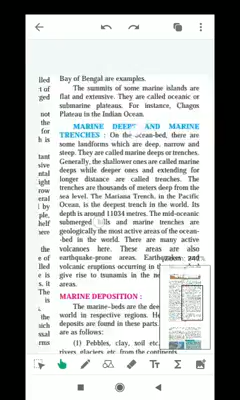 Bay of Bengal are examples.
The summits of some marine islands are
flat and extensive. They are called oceanic or
submarine plateaus. For instance, Chagos
Plateau is the Indian Ocean.
MARINE DEEPS AND MARINE
TRENCHES : On the ocean-bed, there are
some landforms which are deep, narrow and
steep. They are called marine deeps or trenches.
Generally, the shallower ones are called marine
deeps while deeper ones and extending for
longer distance are called trenches. The
trenches are thousands of meters deep from the
sea level. The Mariana Trench, in the Pacific
Ocean, is the deepest trench in the world. Its
depth is around 11034 metres. The mid-oceanic
submerged hills and marine trenches are
geologically the most active areas of the ocean
-bed in the world. There are many active
volcanoes here. These areas are also
earthquake-prone areas. Earthquakes and
volcanic eruptions occurring in
give rise to tsunamis in the
areas.
MARINE DEPOSITION :
The marine-beds are the
world in respective regions. He
deposits are found in these parts.
are as follows:
(1) Pebbles, clay, soil etc.
rivers, glaciers, etc. from the continents